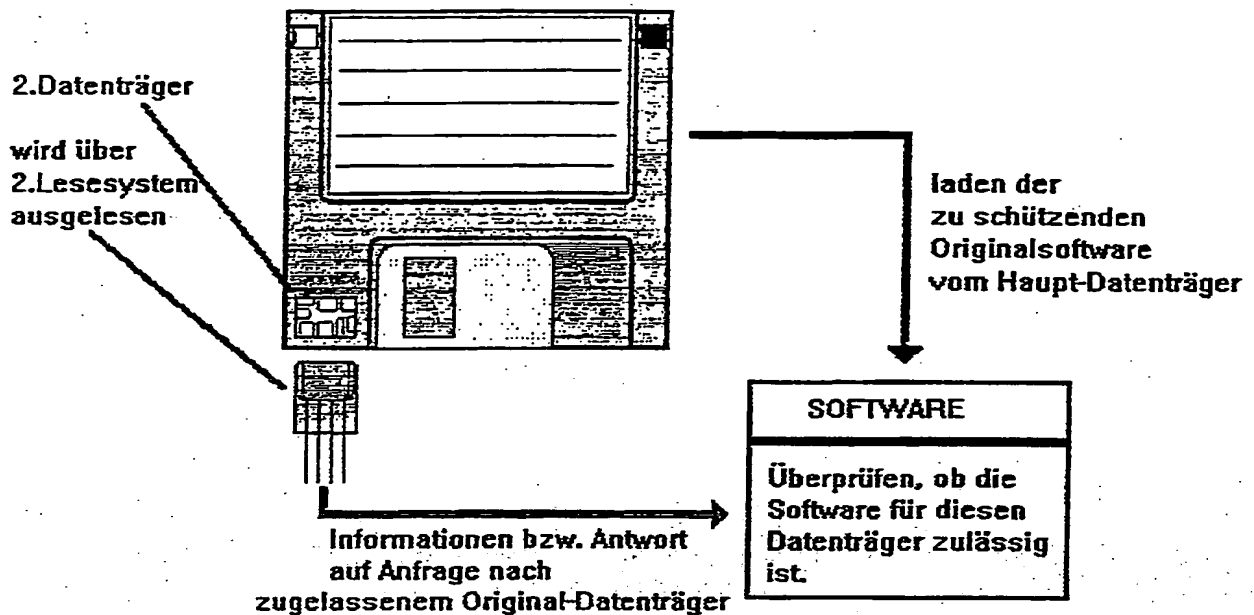 2.Datenträger
wird über
2.Lesesystem
ausgelesen
laden der
zu schützenden
Originalsoftware
vom Haupt-Datenträger
SOFTWARE
Überprüfen, ob die
Software für diesen
Datenträger zulässig
ist.
Informationen bzw. Antwort
auf Anfrage nach
zugelassenem Original-Datenträger